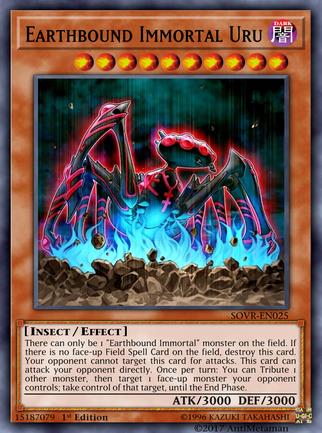 EARTHBOUND IMMORTAL URU
DARK
闇
SOVR-EN025
[INSECT / EFFECT]
There can only be 1 "Earthbound Immortal" monster on the field. If
there is no face-up Field Spell Card on the field, destroy this card.
Your opponent cannot target this card for attacks. This card can
attack your opponent directly. Once per turn: You can Tribute 1
other monster, then target 1 face-up monster your opponent
controls; take control of that target, until the End Phase.
ATK/3000 DEF/3000
15187079 1st Edition ©1996 KAZUKI TAKAHASHI
©2017 AntiMetaman